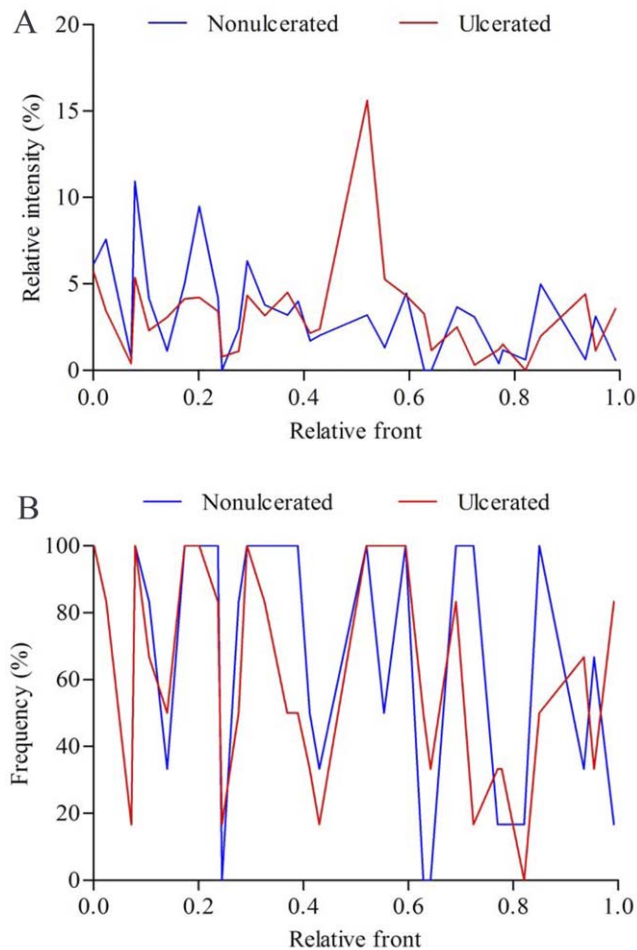 A
Nonulcerated Ulcerated
Relative intensity (%)
20
15
10
5
0
0.0 0.2 0.4 0.6 0.8 1.0
Relative front
B
Nonulcerated Ulcerated
Frequency (%)
100
80
60
40
20
0
0.0 0.2 0.4 0.6 0.8 1.0
Relative front